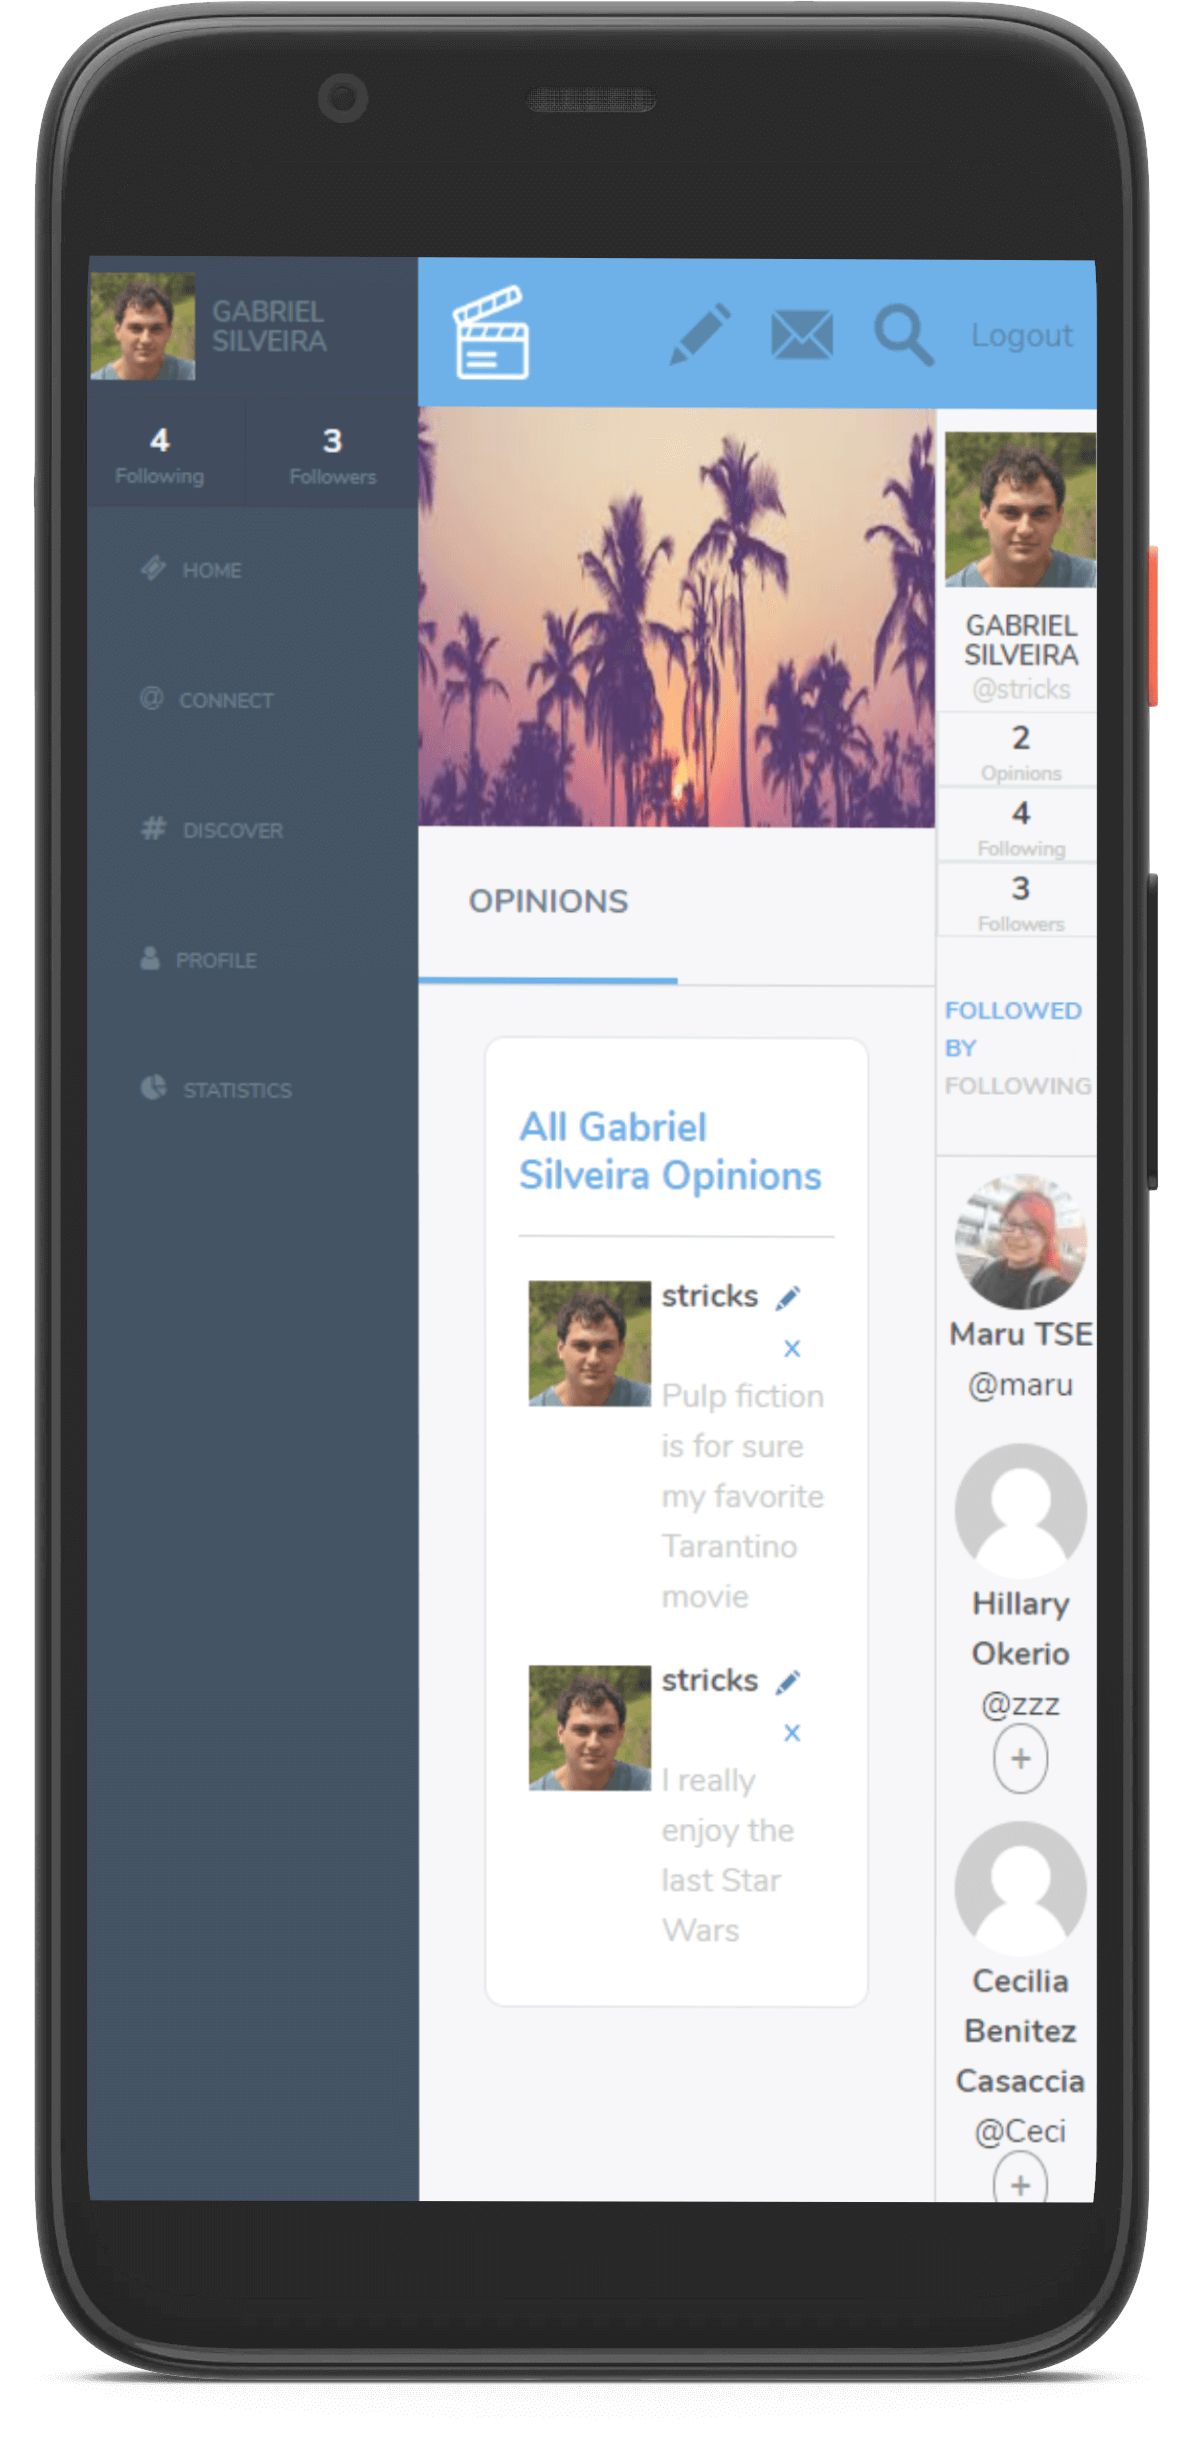 GABRIEL
SILVEIRA
4
Following
3
Followers
HOME
@ CONNECT
# DISCOVER
PROFILE
STATISTICS
Logout
OPINIONS
All Gabriel
Silveira Opinions
stricks
x
Pulp fiction
is for sure
my favorite
Tarantino
movie
stricks
x
I really
enjoy the
last Star
Wars
GABRIEL
SILVEIRA
@stricks
2
Opinions
4
Following
3
Followers
FOLLOWED
BY
FOLLOWING
Maru TSE
@maru
Hillary
Okerio
@zzz
+
Cecilia
Benitez
Casaccia
@Ceci
+